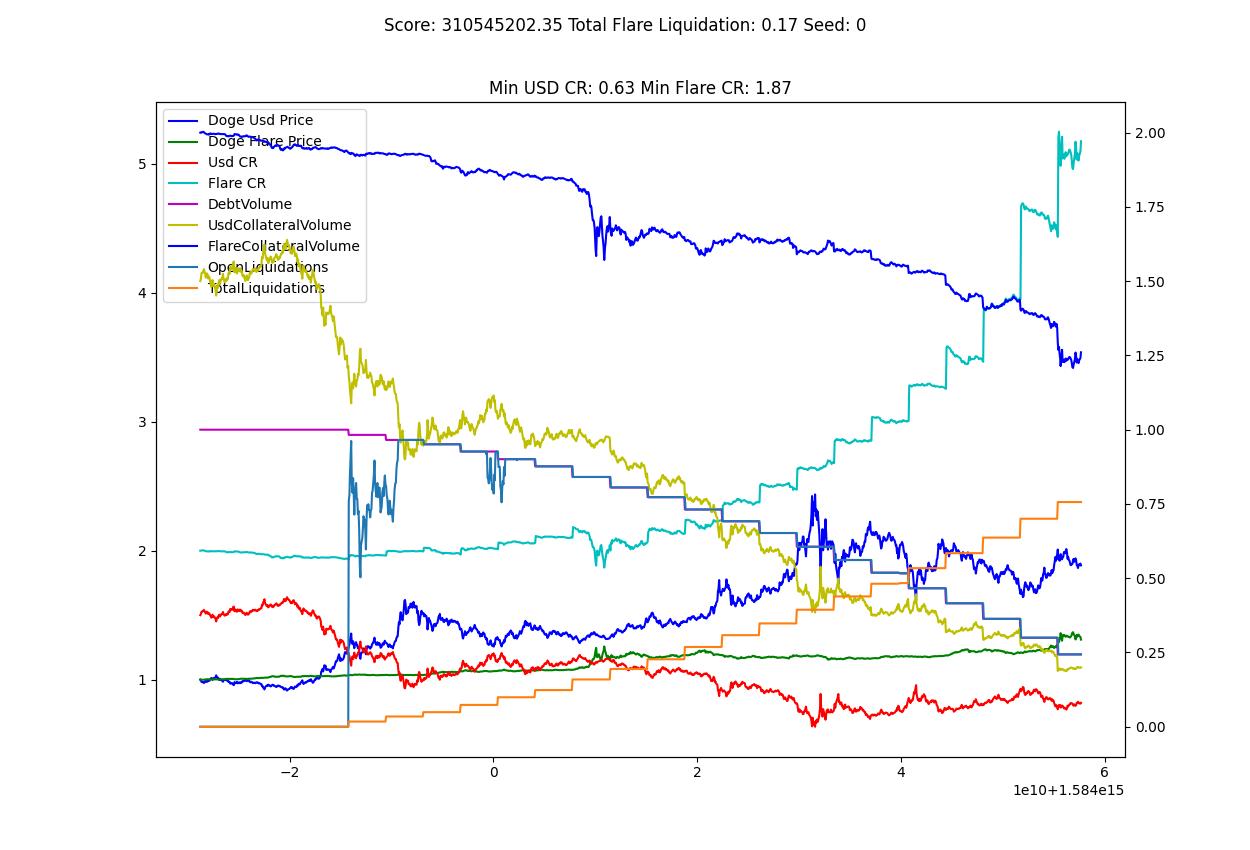 Score: 310545202.35 Total Flare Liquidation: 0.17 Seed: 0
Min USD CR: 0.63 Min Flare CR: 1.87
Doge Usd Price
Doge Flare Price
Usd CR
Flare CR
DebtVolume
UsdCollateralVolume
FlareCollateralVolume
OpenLiquidations
TotalLiquidations
5
4
3
2
1
2.00
1.75
1.50
1.25
1.00
0.75
0.50
0.25
0.00
−2 0 2 4 6
1e10+1.584e15